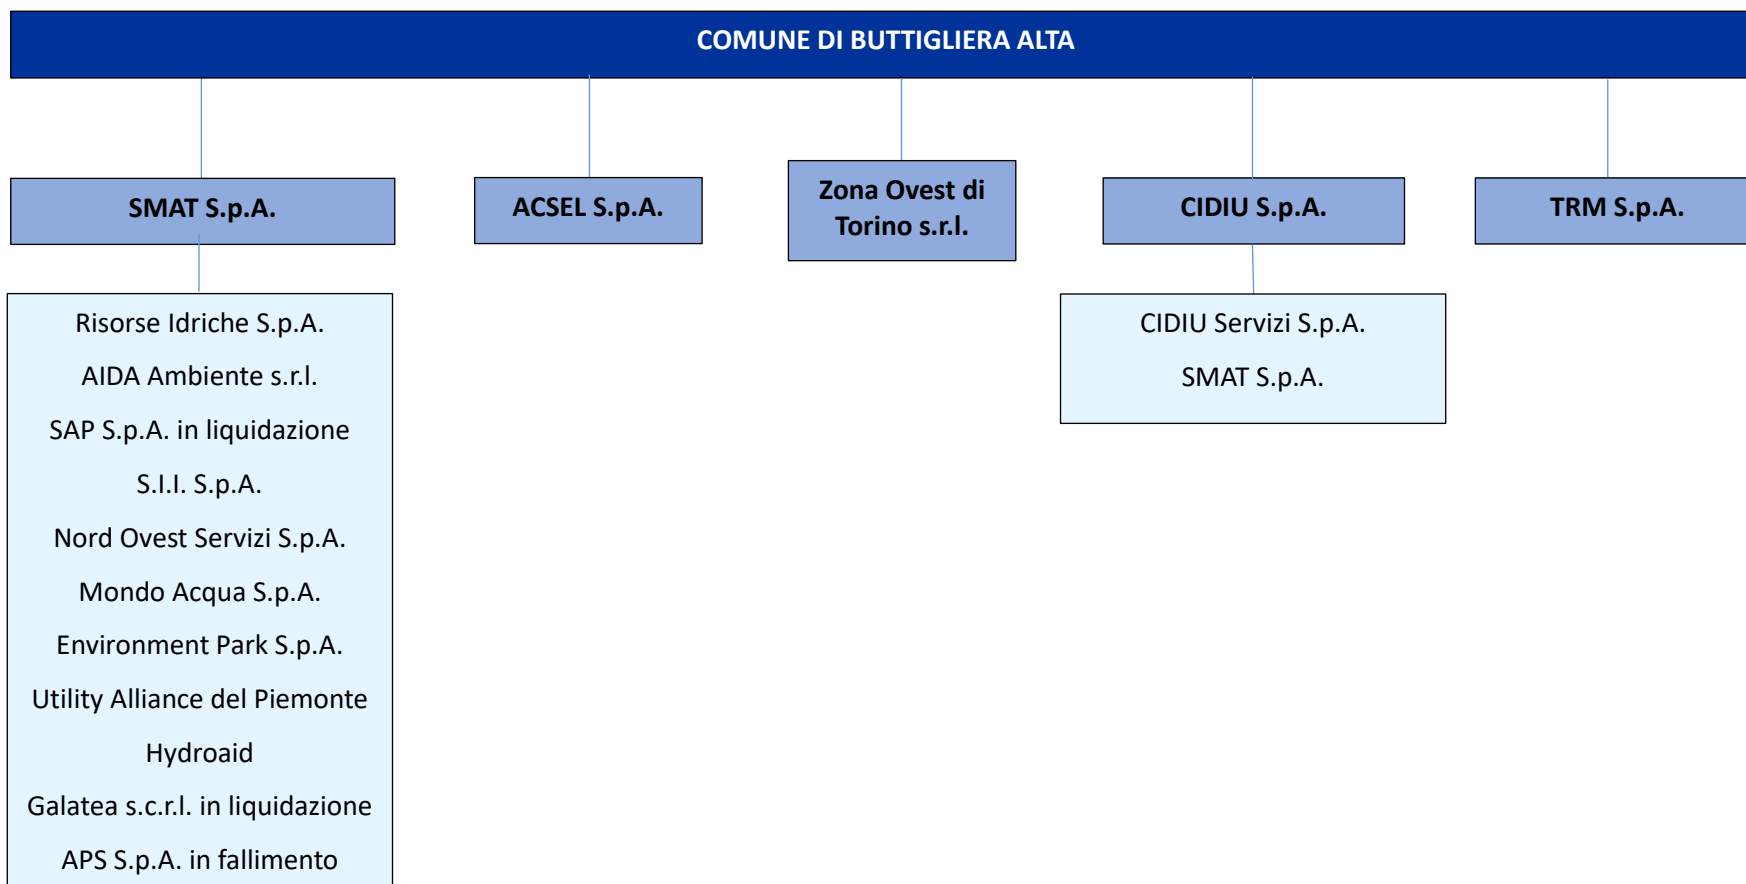 COMUNE DI BUTTIGLIERA ALTA
SMAT S.p.A.
ACSEL S.p.A.
Zona Ovest di
Torino s.r.l.
CIDIU S.p.A.
TRM S.p.A.
Risorse Idriche S.p.A.
AIDA Ambiente s.r.l.
SAP S.p.A. in liquidazione
S.I.I. S.p.A.
Nord Ovest Servizi S.p.A.
Mondo Acqua S.p.A.
Environment Park S.p.A.
Utility Alliance del Piemonte
Hydroaid
Galatea s.c.r.l. in liquidazione
APS S.p.A. in fallimento
CIDIU Servizi S.p.A.
SMAT S.p.A.